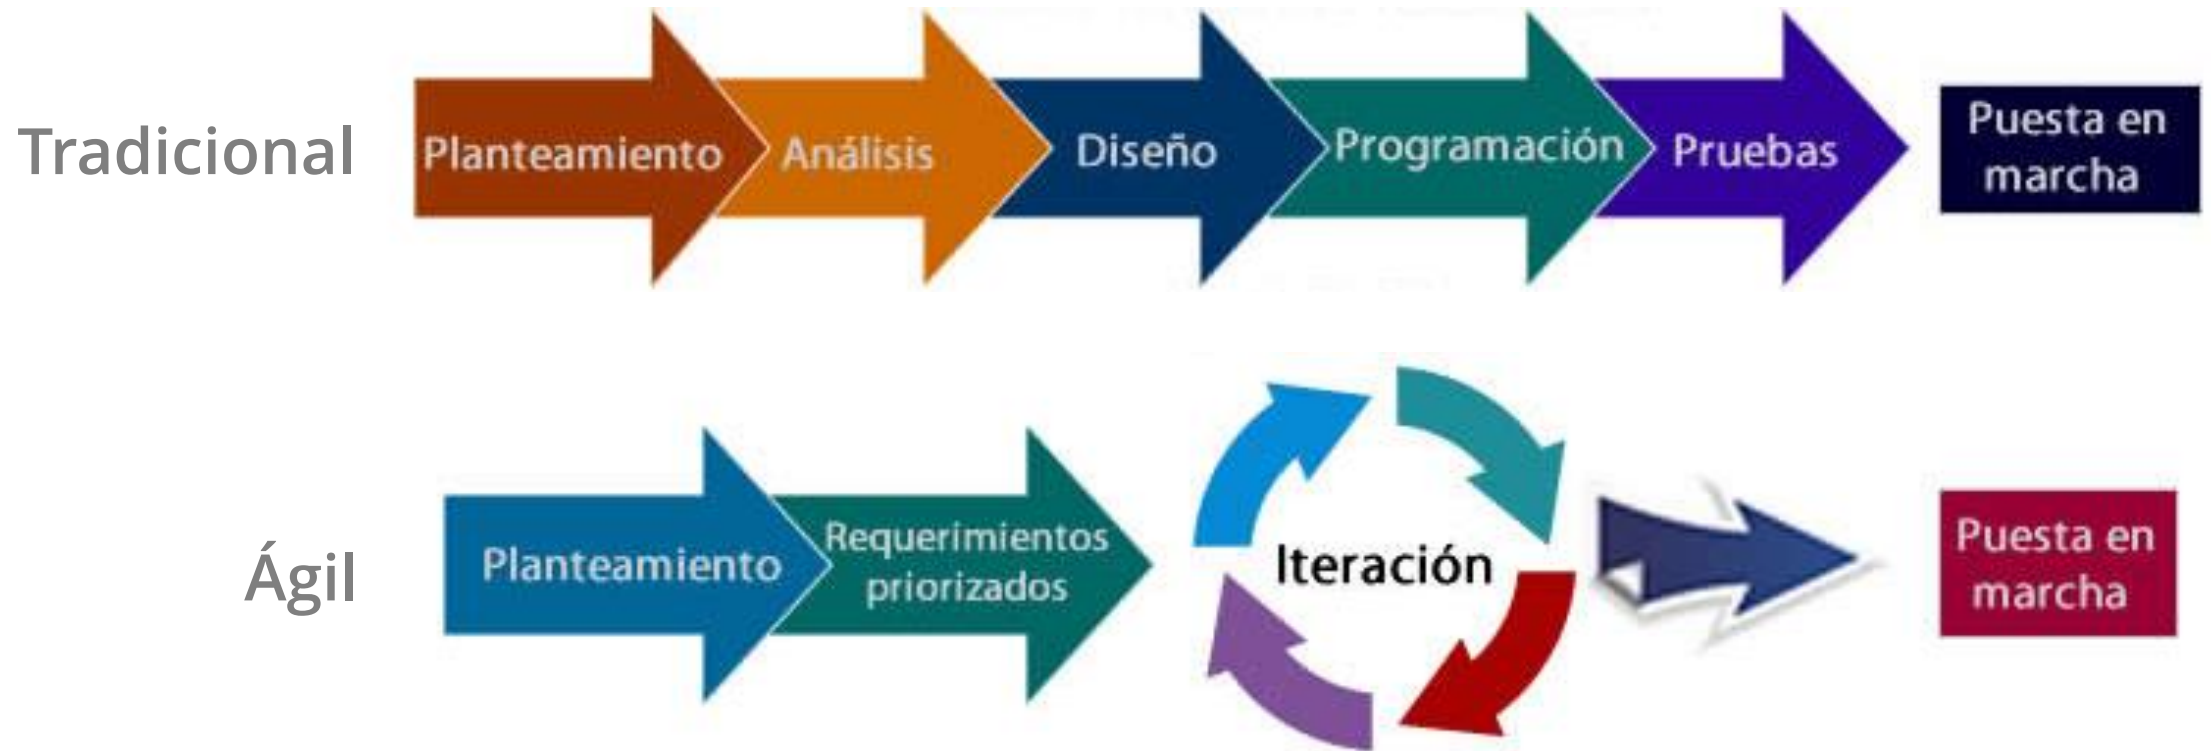 Tradicional
Planteamiento
Análisis
Diseño
Programación
Pruebas
Puesta en
marcha
Ágil
Planteamiento
Requerimientos
priorizados
Iteración
Puesta en
marcha